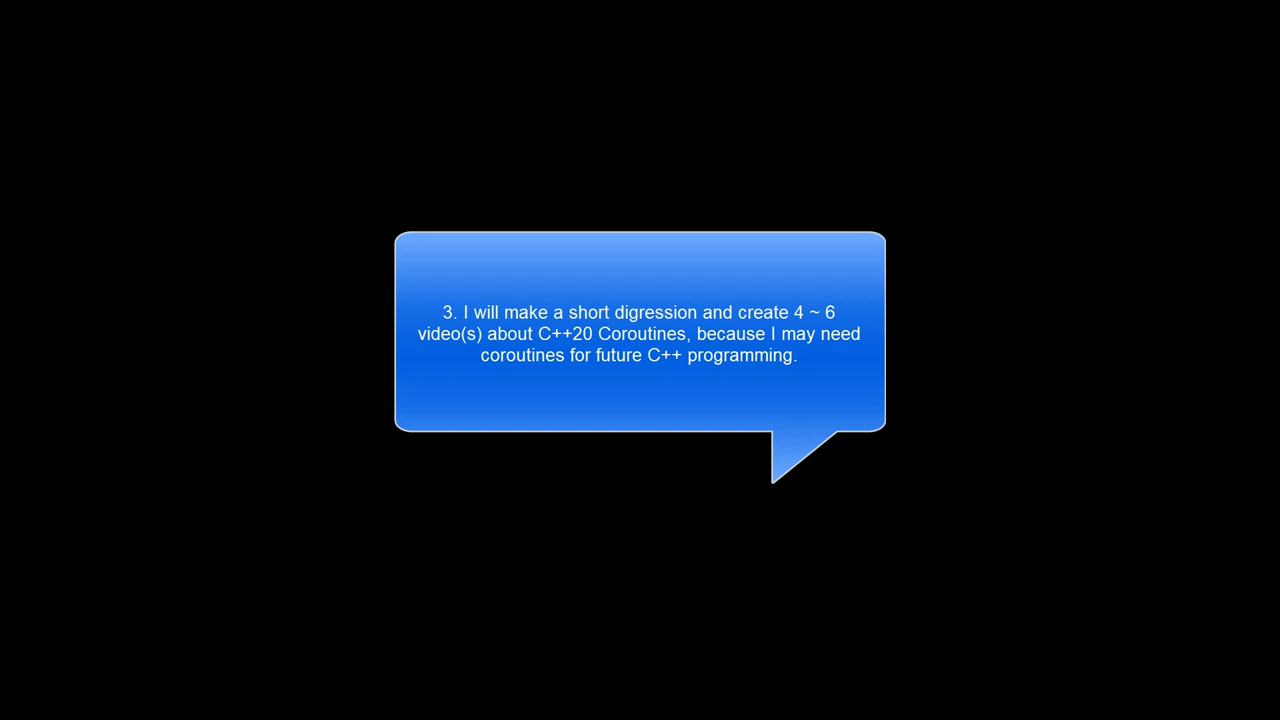 3. I will make a short digression and create 4 ~ 6
video(s) about C++20 Coroutines, because I may need
coroutines for future C++ programming.